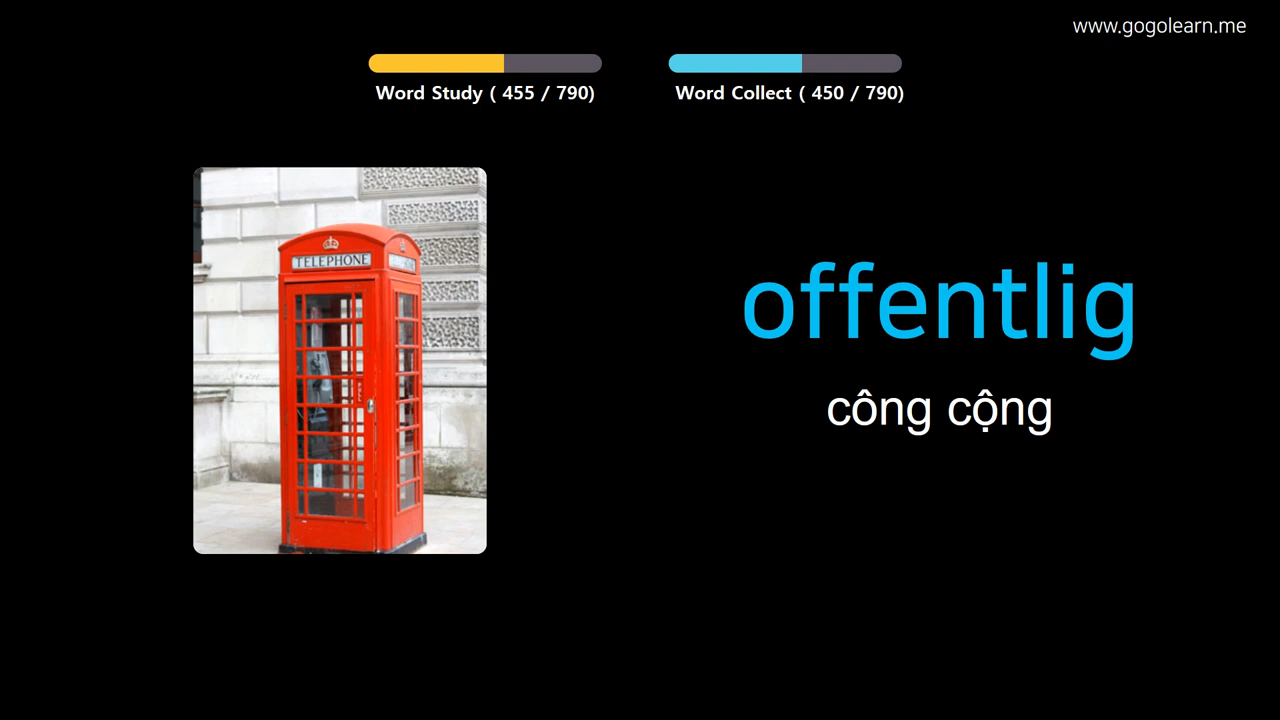 www.gogolearn.me
Word Study ( 455 / 790)
Word Collect ( 450 / 790)
TELEPHONE
offentlig
công cộng